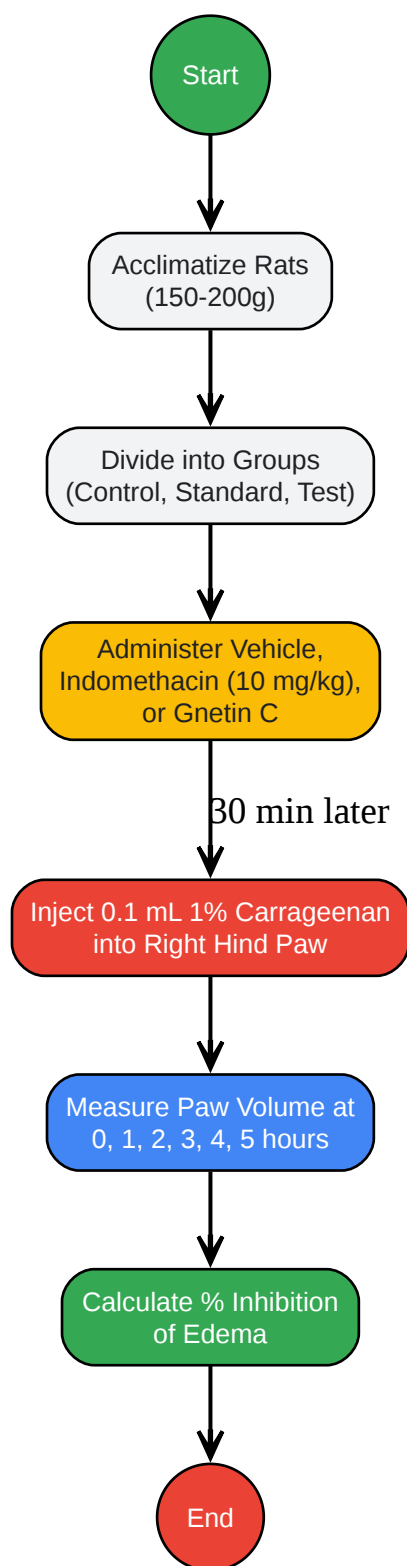 Start
Acclimatize Rats
(150-200g)
Divide into Groups
(Control, Standard, Test)
Administer Vehicle,
Indomethacin (10 mg/kg),
or Gnetin C
30 min later
Inject 0.1 mL 1% Carrageenan
into Right Hind Paw
Measure Paw Volume at
0, 1, 2, 3, 4, 5 hours
Calculate % Inhibition
of Edema
End